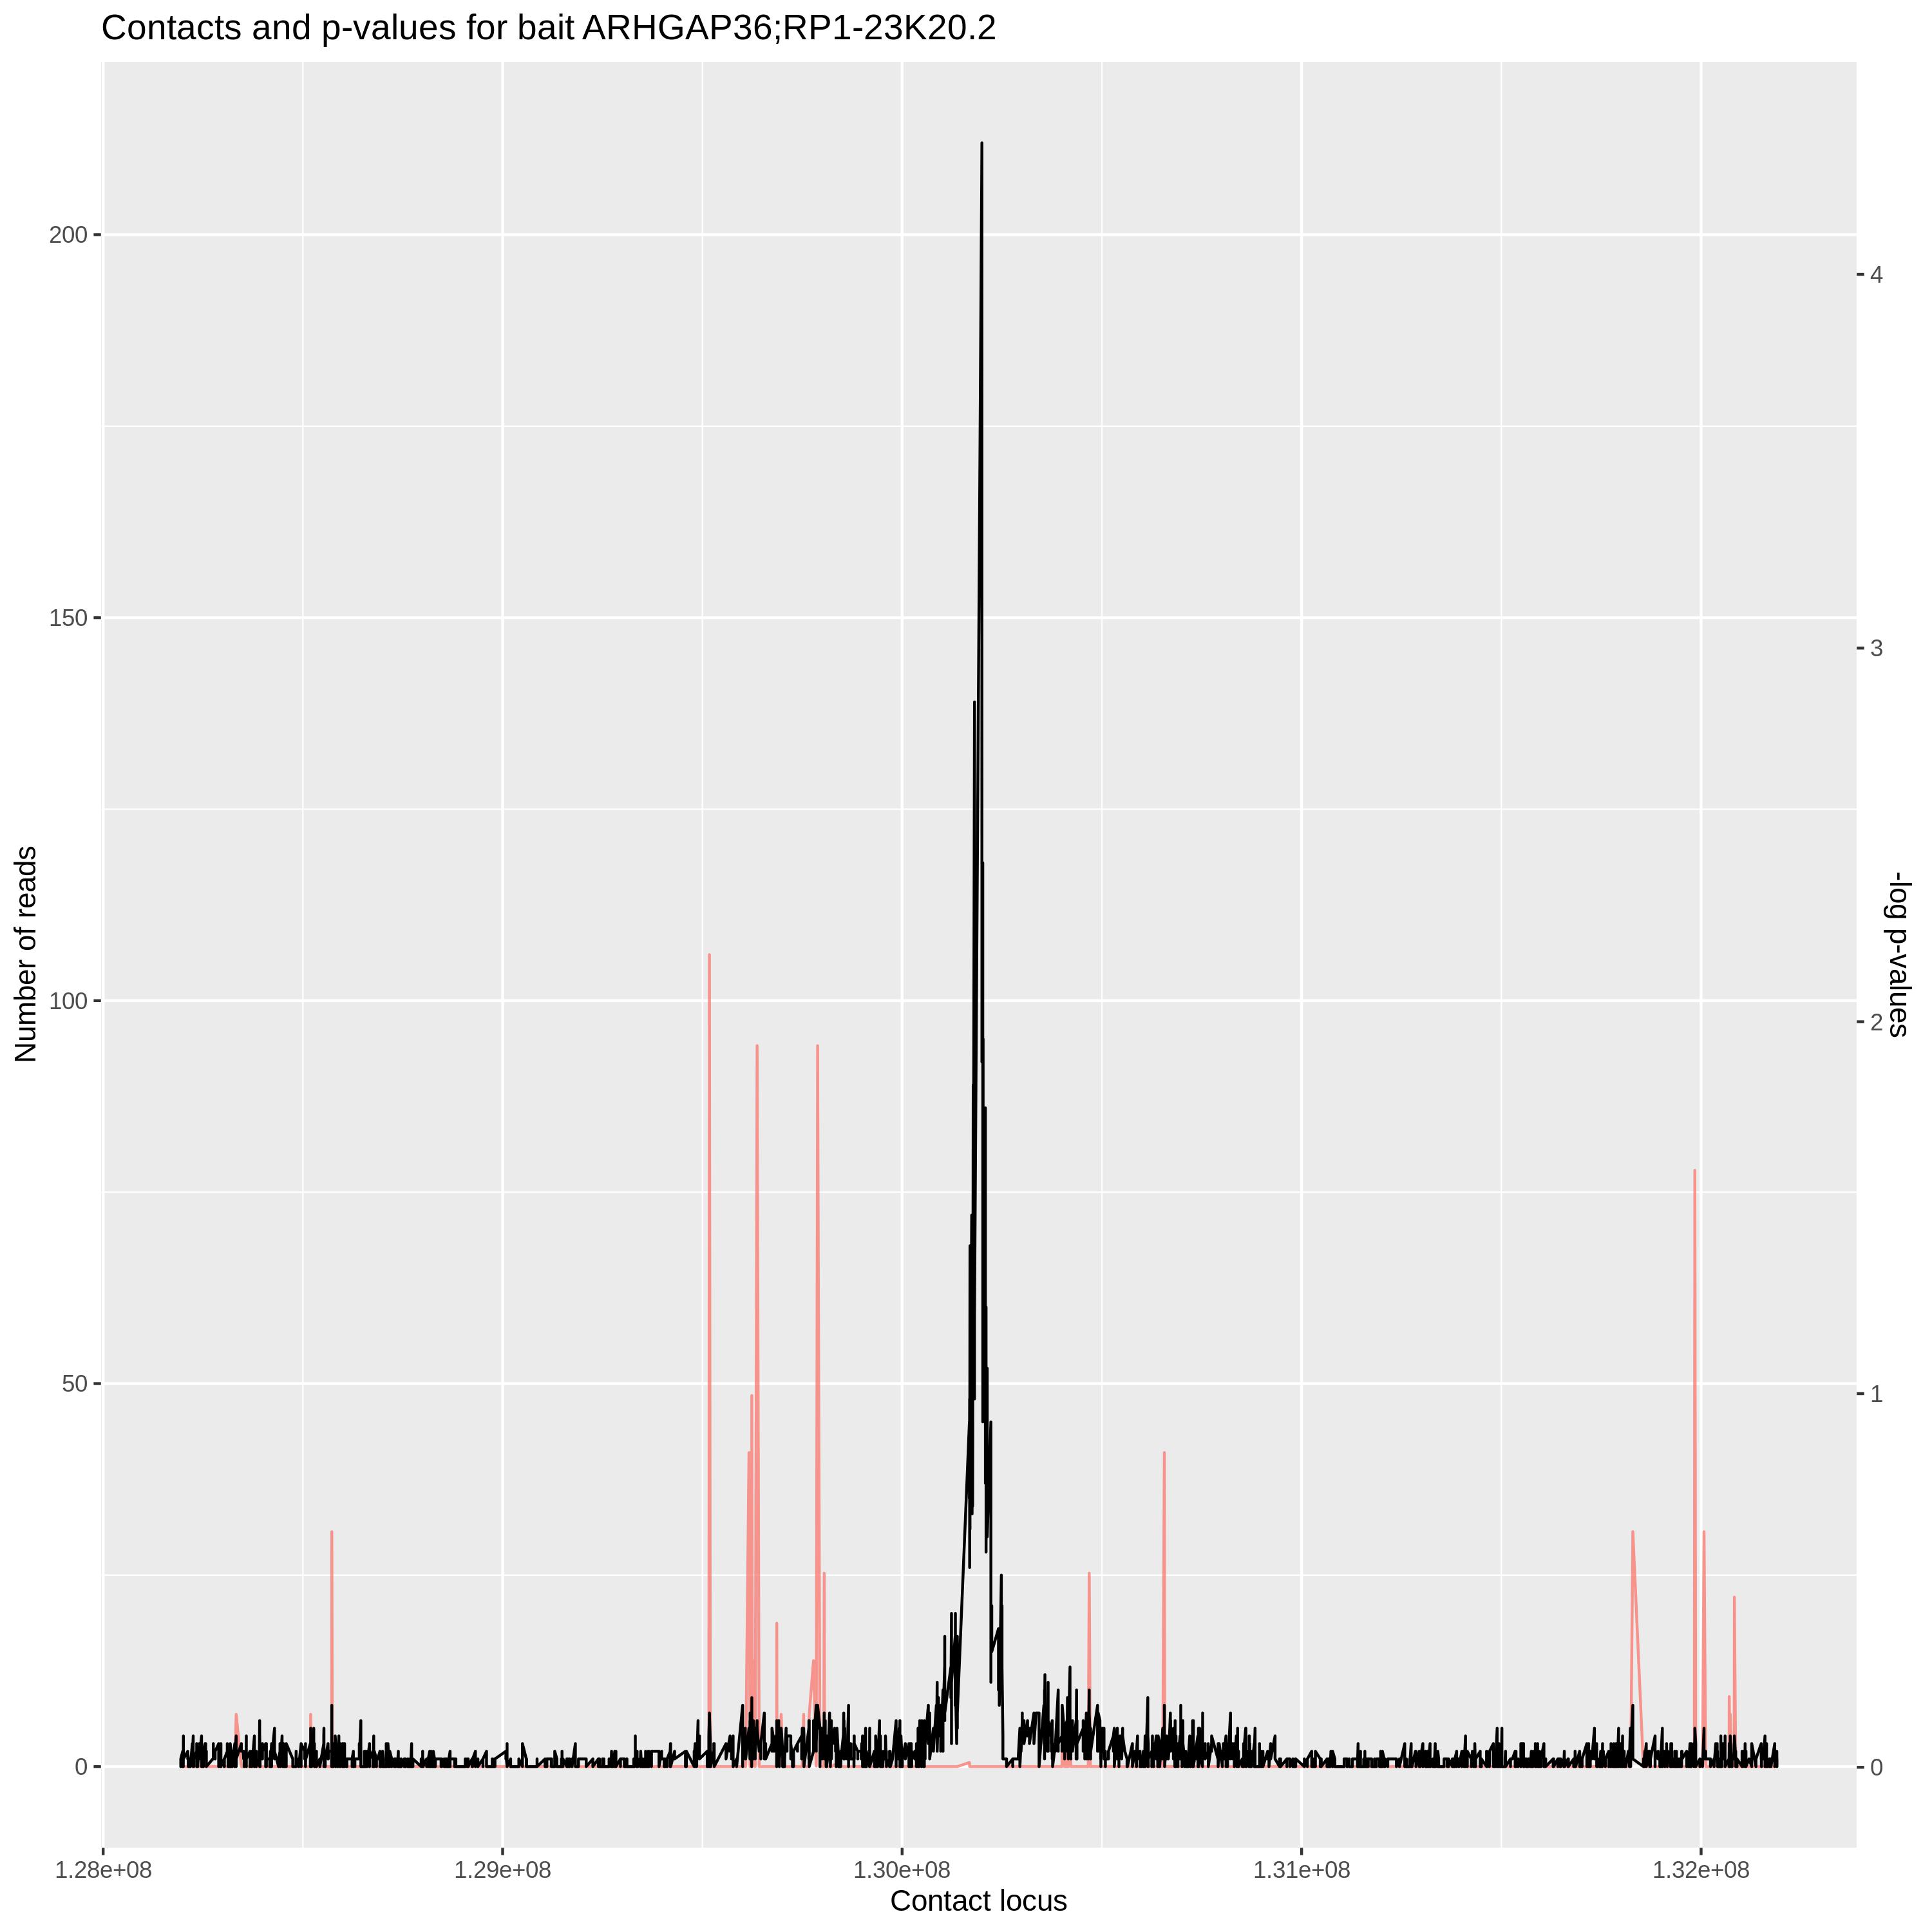 Contacts and p-values for bait ARHGAP36;RP1-23K20.2
200
150
100
50
0
Number of reads
4
3
2
1
0
-log p-values
1.28e+08
1.29e+08
1.30e+08
1.31e+08
1.32e+08
Contact locus